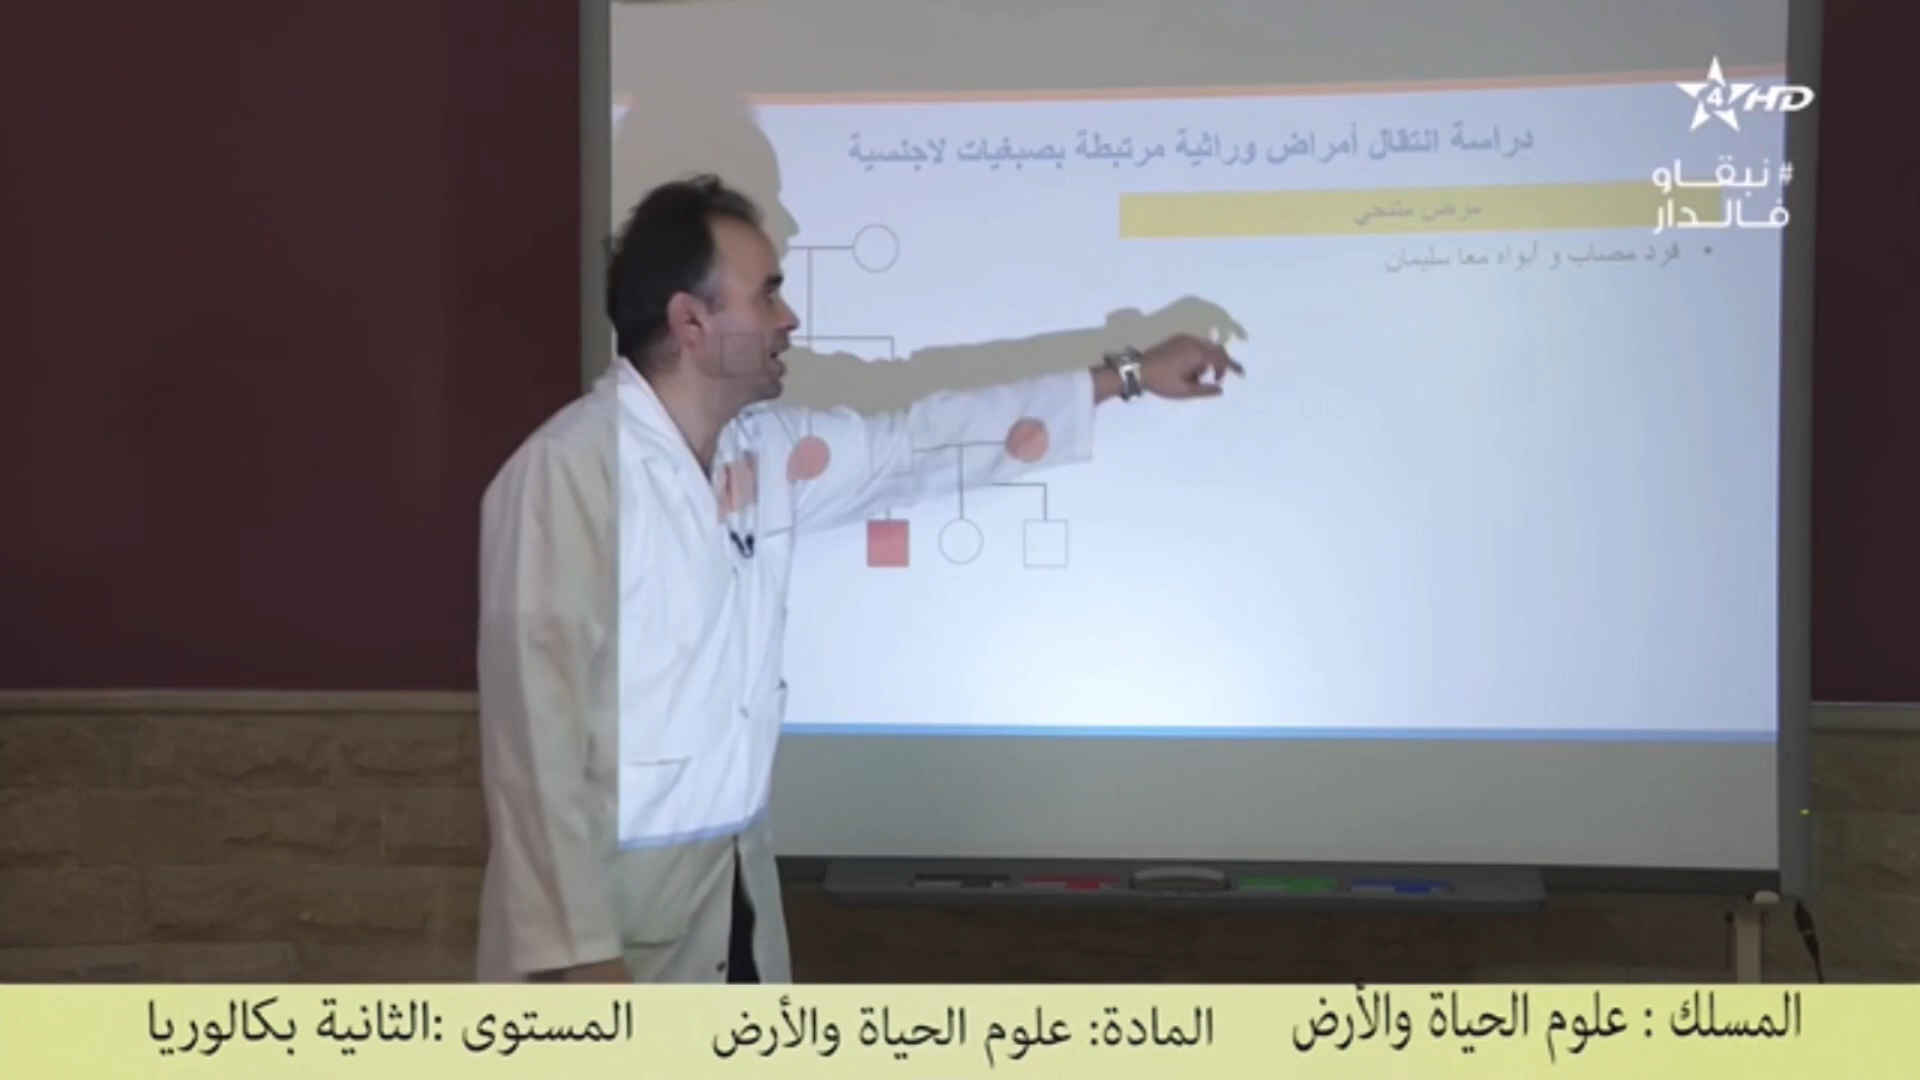 دراسة انتقال أمراض وراثية مرتبطة بصبغيات لاجنسية
4HD
#نبقاو
فالدار
مرض متنحي
• فرد مصاب و أبواه معا سليمان
المسلك : علوم الحياة والأرض
المادة: علوم الحياة والأرض
المستوى :الثانية بكالوريا